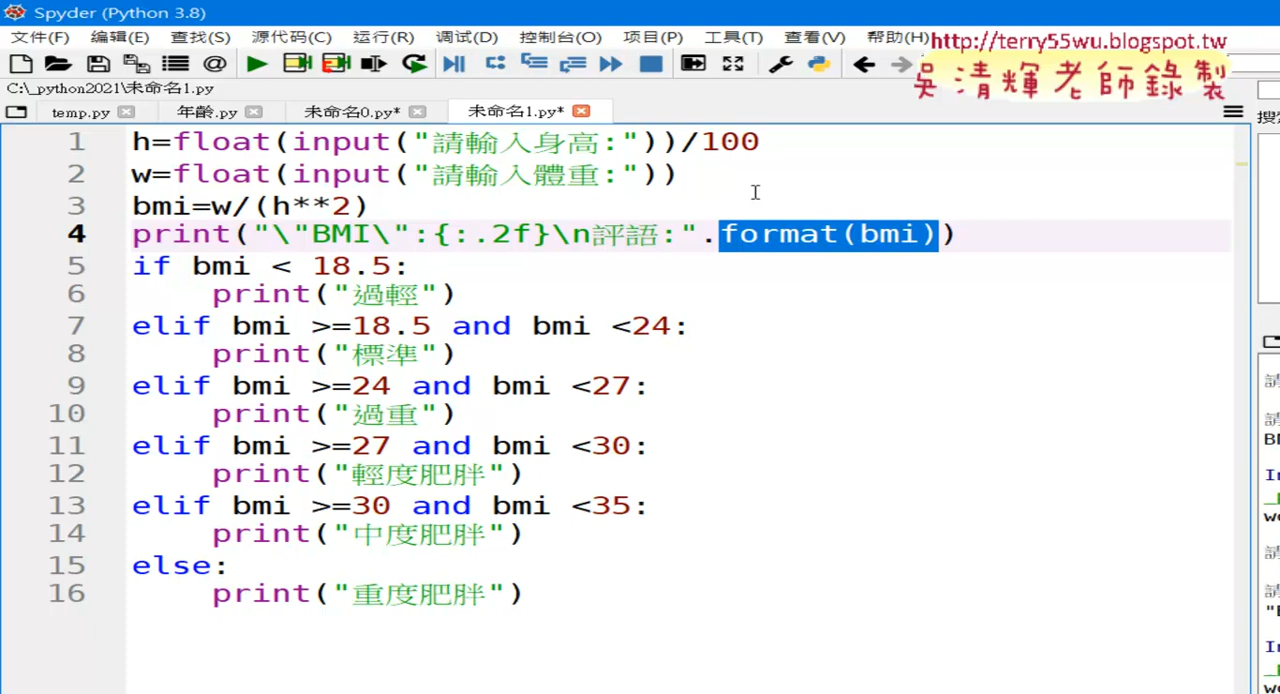 Spyder (Python 3.8)
文件(F) 编辑(E) 查找(S) 源代码(C) 运行(R) 调试(D) 控制台(O) 项目(P) 工具(T) 查看(V) 帮助(H)
http://terry55wu.blogspot.tw
吳清輝老師錄製
C:\_python2021\未命名1.py
temp.py 年齡.py 未命名0.py* 未命名1.py*
1 h=float(input("請輸入身高:"))/100
2 w=float(input("請輸入體重:"))
3 bmi=w/(h**2)
4 print("\"BMI\":{:.2f}\n評語:".format(bmi))
5 if bmi < 18.5:
6 print("過輕")
7 elif bmi >=18.5 and bmi <24:
8 print("標準")
9 elif bmi >=24 and bmi <27:
10 print("過重")
11 elif bmi >=27 and bmi <30:
12 print("輕度肥胖")
13 elif bmi >=30 and bmi <35:
14 print("中度肥胖")
15 else:
16 print("重度肥胖")